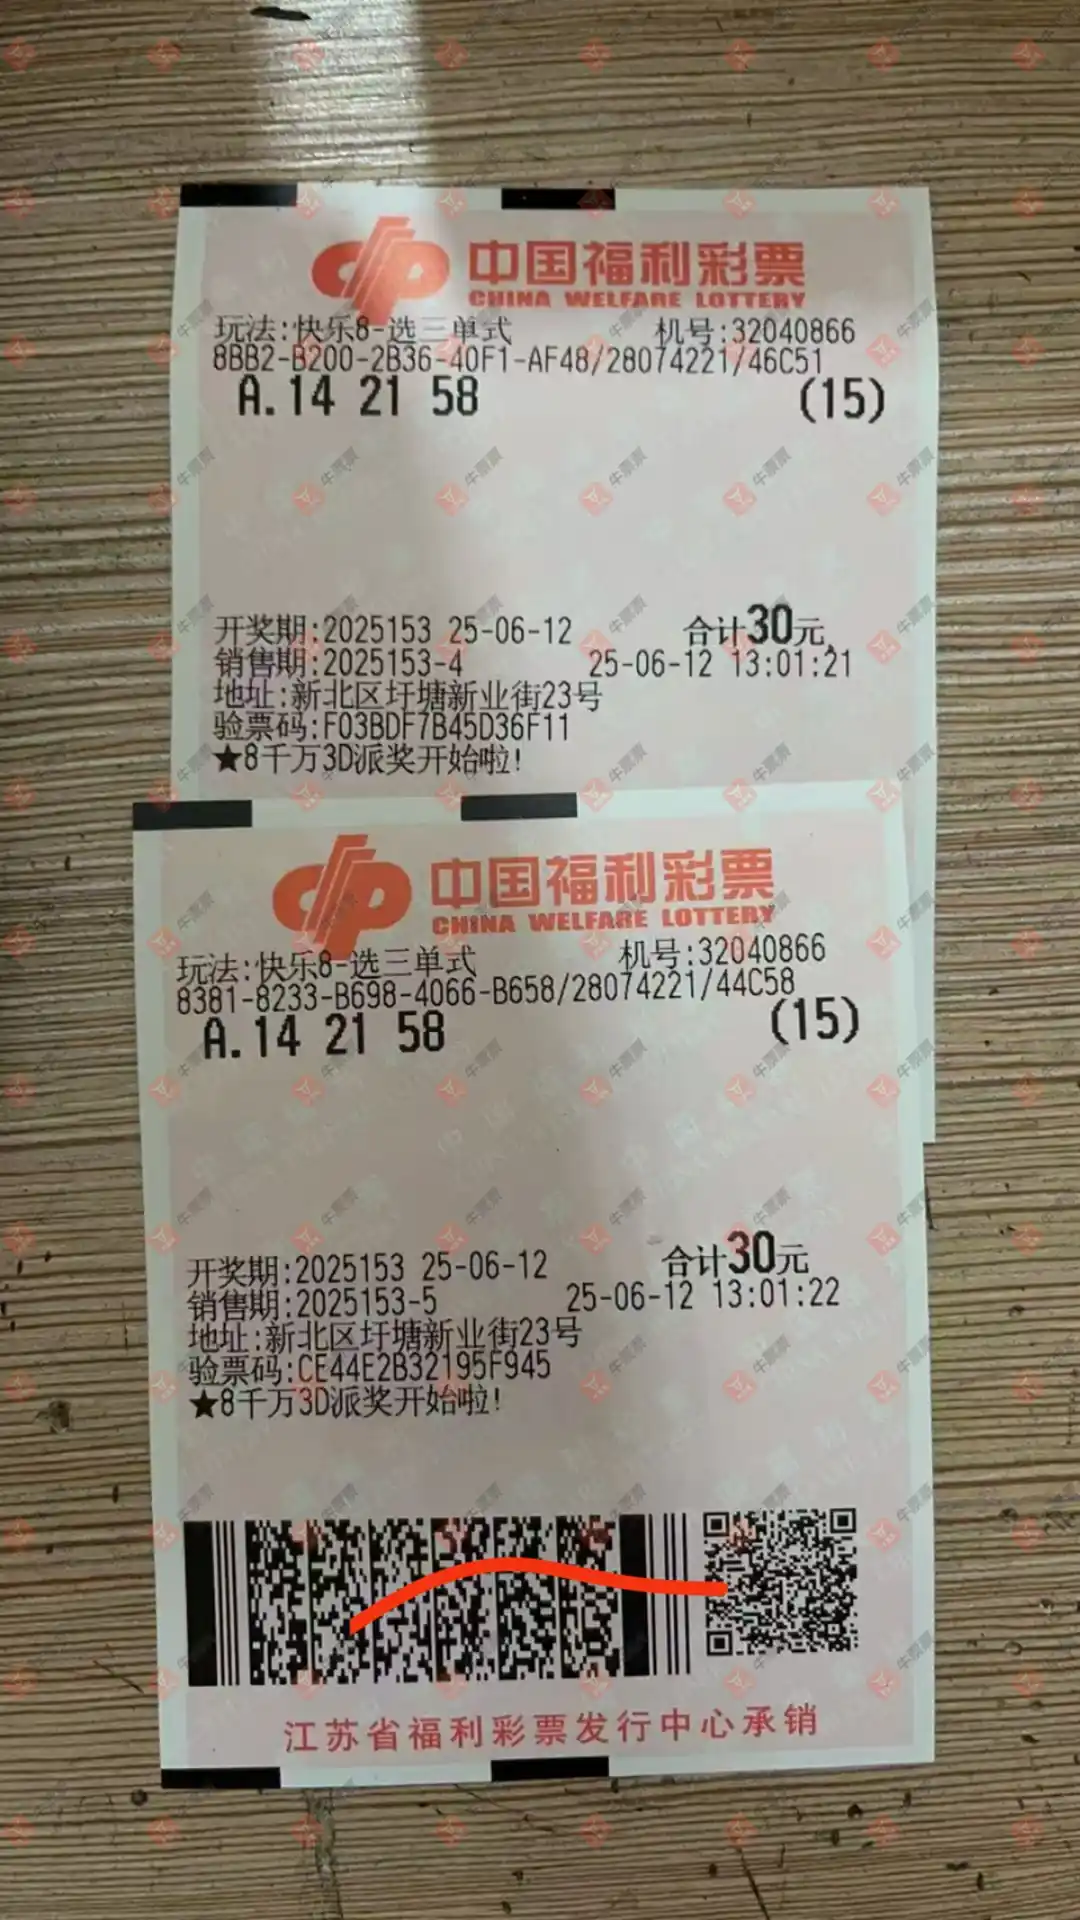 中国福利彩票
CHINA WELFARE LOTTERY
玩法:快乐8-选三单式 机号:32040866
8BB2-B200-2B36-40F1-AF48/28074221/46C51
A.14 21 58 (15)
开奖期:2025153 25-06-12 合计30元
销售期:2025153-4 25-06-12 13:01:21
地址:新北区圩塘新业街23号
验票码:F03BDF7B45D36F11
★8千万3D派奖开始啦!
中国福利彩票
CHINA WELFARE LOTTERY
玩法:快乐8-选三单式 机号:32040866
8381-8233-B698-4066-B658/28074221/44C58
A.14 21 58 (15)
开奖期:2025153 25-06-12 合计30元
销售期:2025153-5 25-06-12 13:01:22
地址:新北区圩塘新业街23号
验票码:CE44E2B32195F945
★8千万3D派奖开始啦!
江苏省福利彩票发行中心承销
牛票票